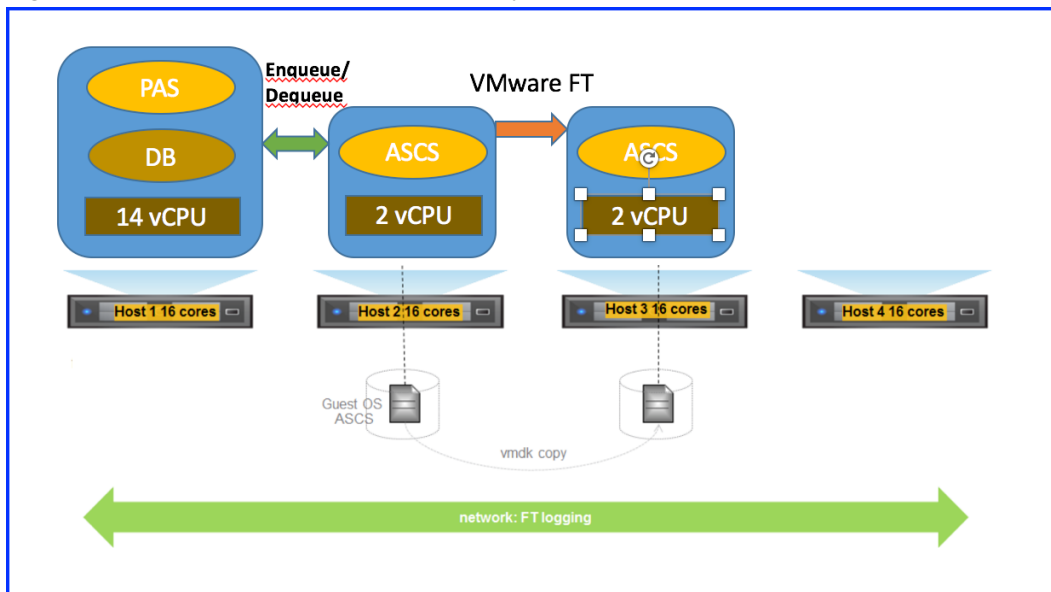 Enqueue/
Dequeue
VMware FT
PAS
DB
14 vCPU
ASCS
2 vCPU
ASCS
2 vCPU
Host 1 16 cores
Host 2 16 cores
Host 3 16 cores
Host 4 16 cores
Guest OS
ASCS
vmdk copy
network: FT logging